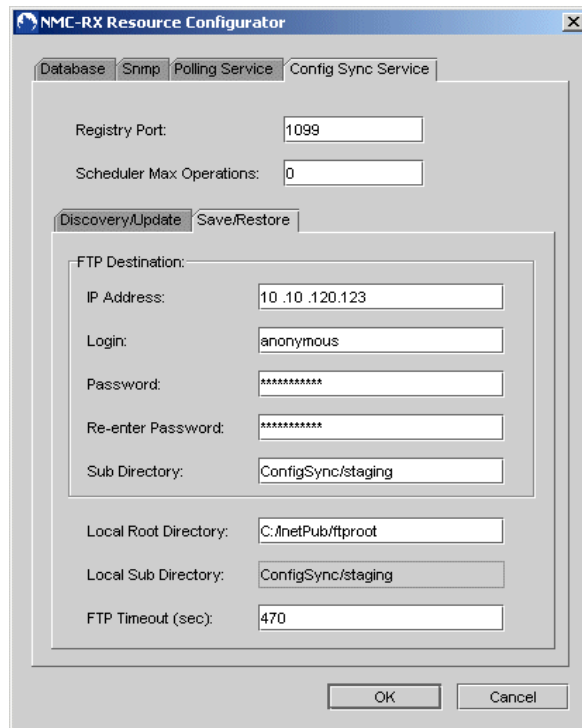 NMC-RX Resource Configurator
Database Snmp Polling Service Config Sync Service
Registry Port: 1099
Scheduler Max Operations: 0
Discovery/Update Save/Restore
FTP Destination:
IP Address: 10 .10 .120.123
Login: anonymous
Password: ***********
Re-enter Password: ***********
Sub Directory: ConfigSync/staging
Local Root Directory: C:/InetPub/ftproot
Local Sub Directory: ConfigSync/staging
FTP Timeout (sec): 470
OK Cancel